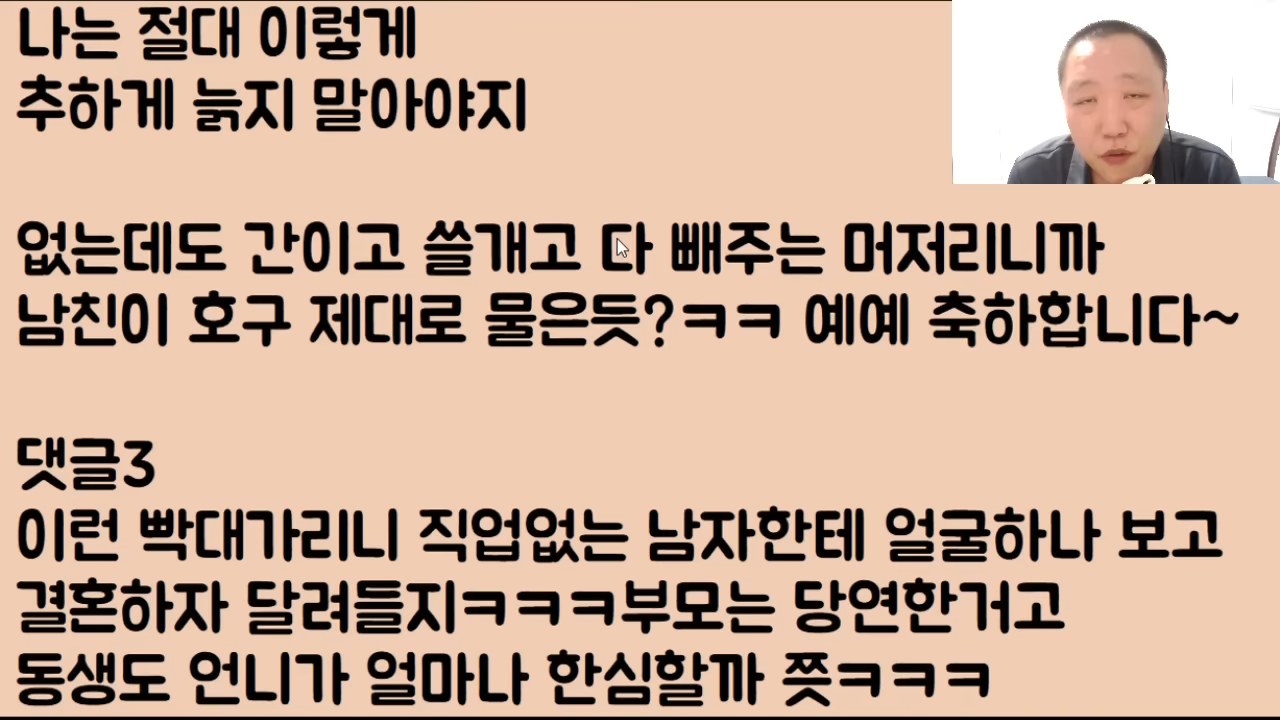 나는 절대 이렇게
추하게 늙지 말아야지
없는데도 간이고 쓸개고 다 빼주는 머저리니까
남친이 호구 제대로 물은듯?ㅋㅋ 예예 축하합니다~
댓글3
이런 빡대가리니 직업없는 남자한테 얼굴하나 보고
결혼하자 달려들지ㅋㅋㅋ부모는 당연한거고
동생도 언니가 얼마나 한심할까 쯧ㅋㅋㅋ